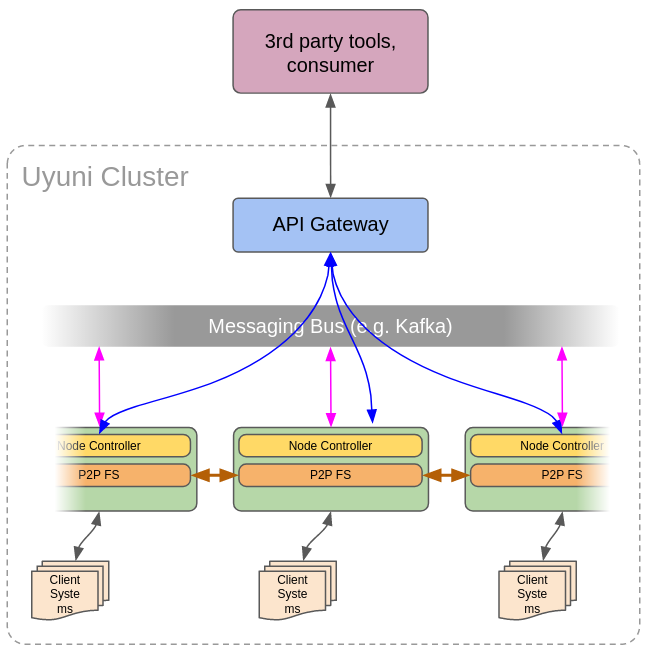 3rd party tools,
consumer
Uyuni Cluster
API Gateway
Messaging Bus (e.g. Kafka)
Node Controller
Node Controller
Node Controller
P2P FS
P2P FS
P2P FS
Client
Syste
ms
Client
Syste
ms
Client
Syste
ms